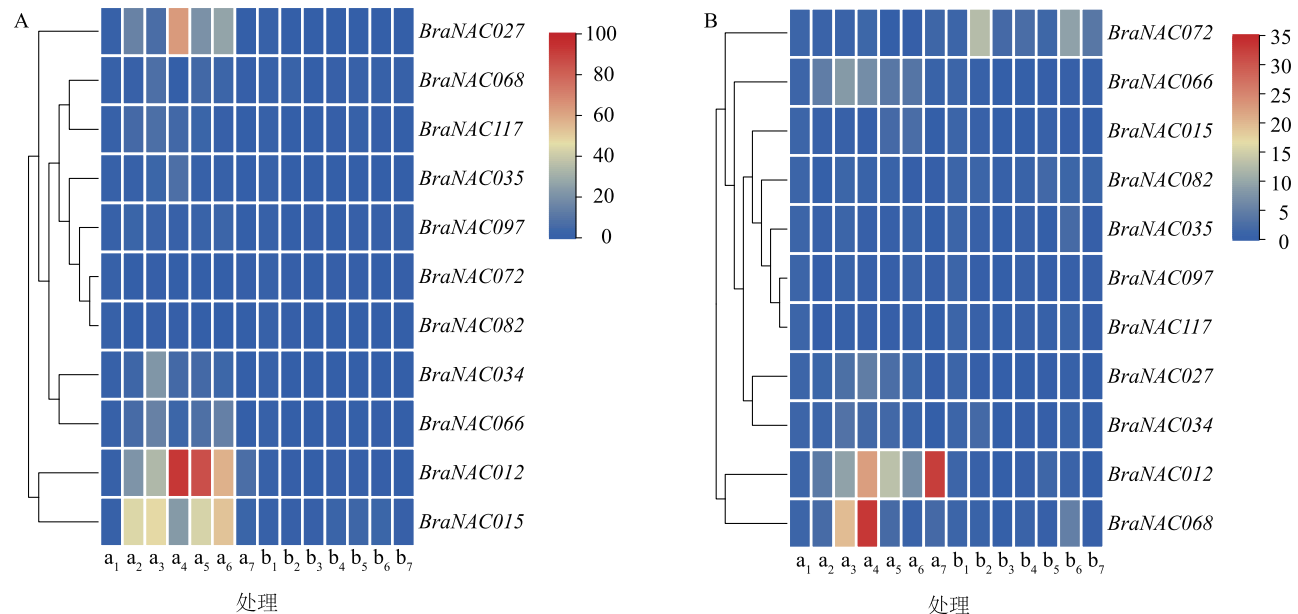 A
BraNAC027
BraNAC068
BraNAC117
BraNAC035
BraNAC097
BraNAC072
BraNAC082
BraNAC034
BraNAC066
BraNAC012
BraNAC015
a₁ a₂ a₃ a₄ a₅ a₆ a₇ b₁ b₂ b₃ b₄ b₅ b₆ b₇
处理
100
80
60
40
20
0
B
BraNAC072
BraNAC066
BraNAC015
BraNAC082
BraNAC035
BraNAC097
BraNAC117
BraNAC027
BraNAC034
BraNAC012
BraNAC068
a₁ a₂ a₃ a₄ a₅ a₆ a₇ b₁ b₂ b₃ b₄ b₅ b₆ b₇
处理
35
30
25
20
15
10
5
0